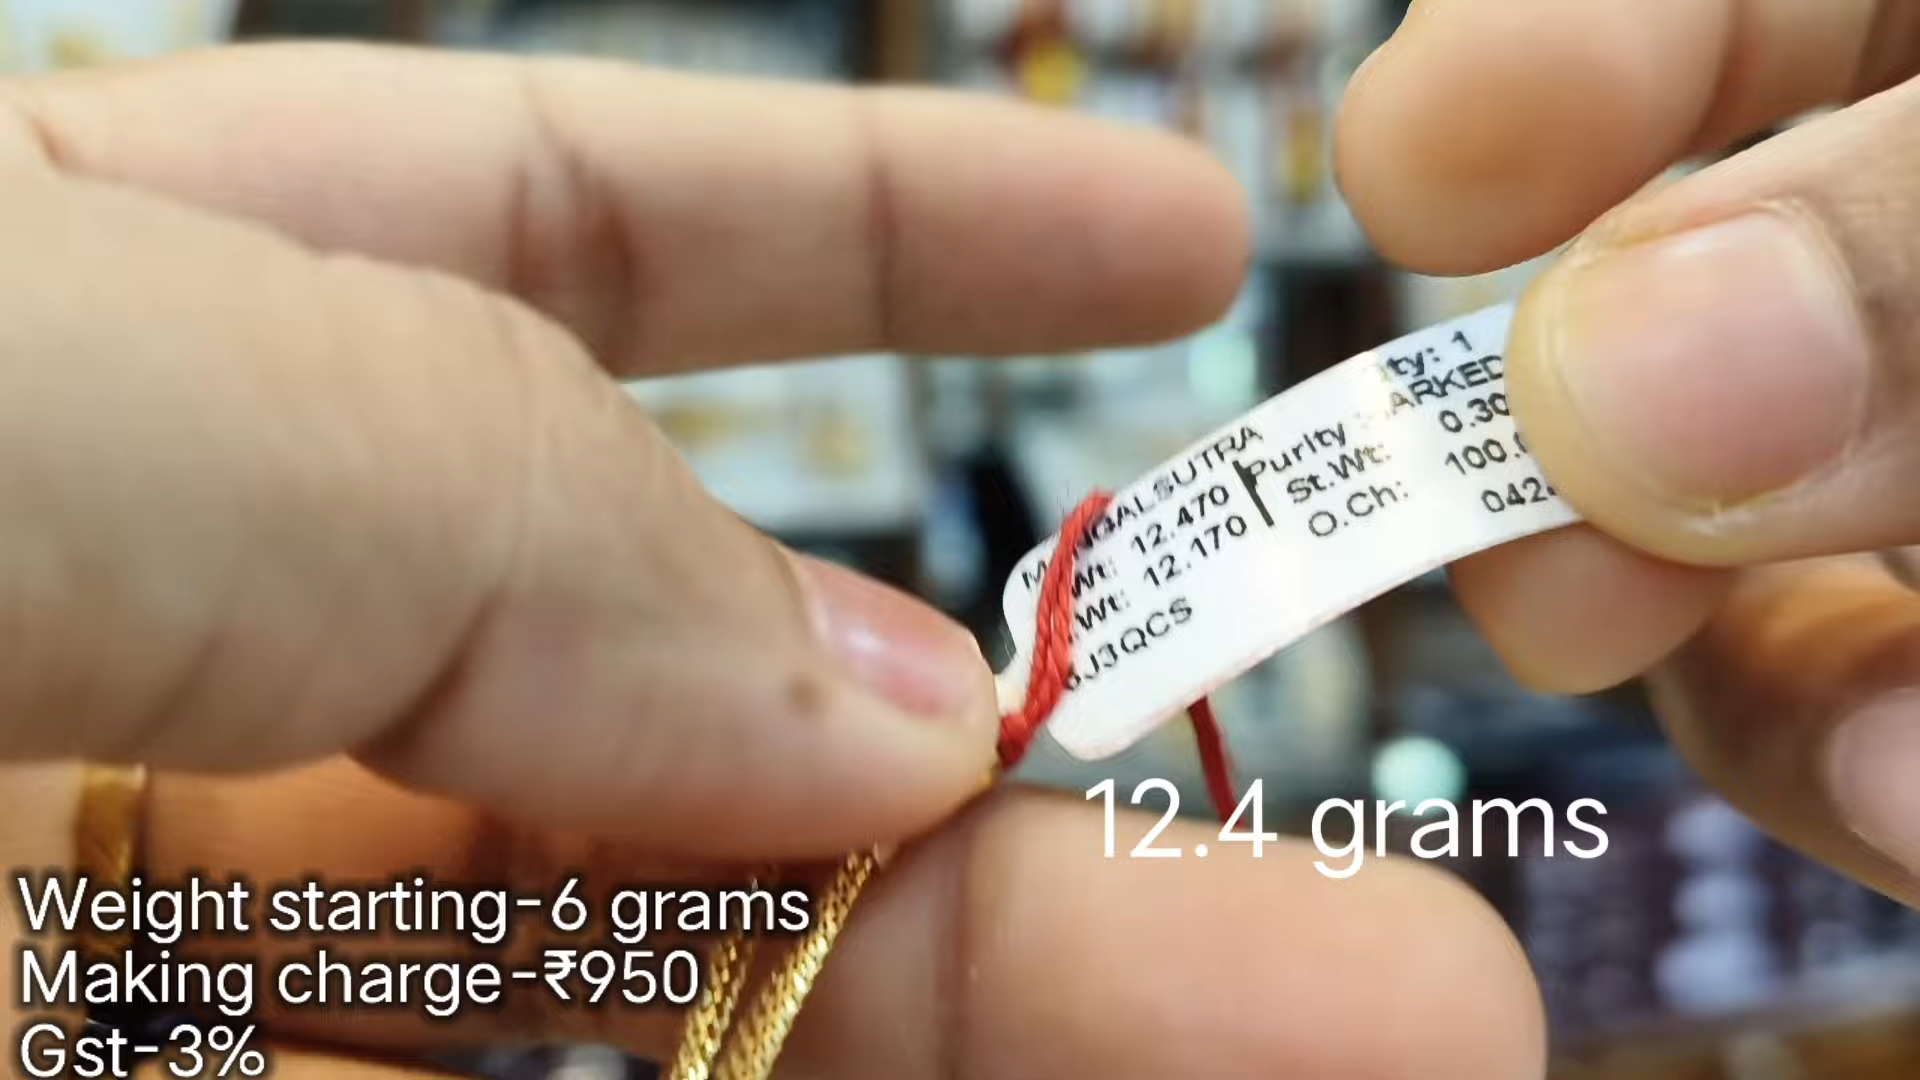 ty: 1
MANGALSUTRA Purity : ARKED
Wt: 12.470 St.Wt: 0.30
.Wt: 12.170 O.Ch: 100.
J3QCS 042
12.4 grams
Weight starting-6 grams
Making charge-₹950
Gst-3%